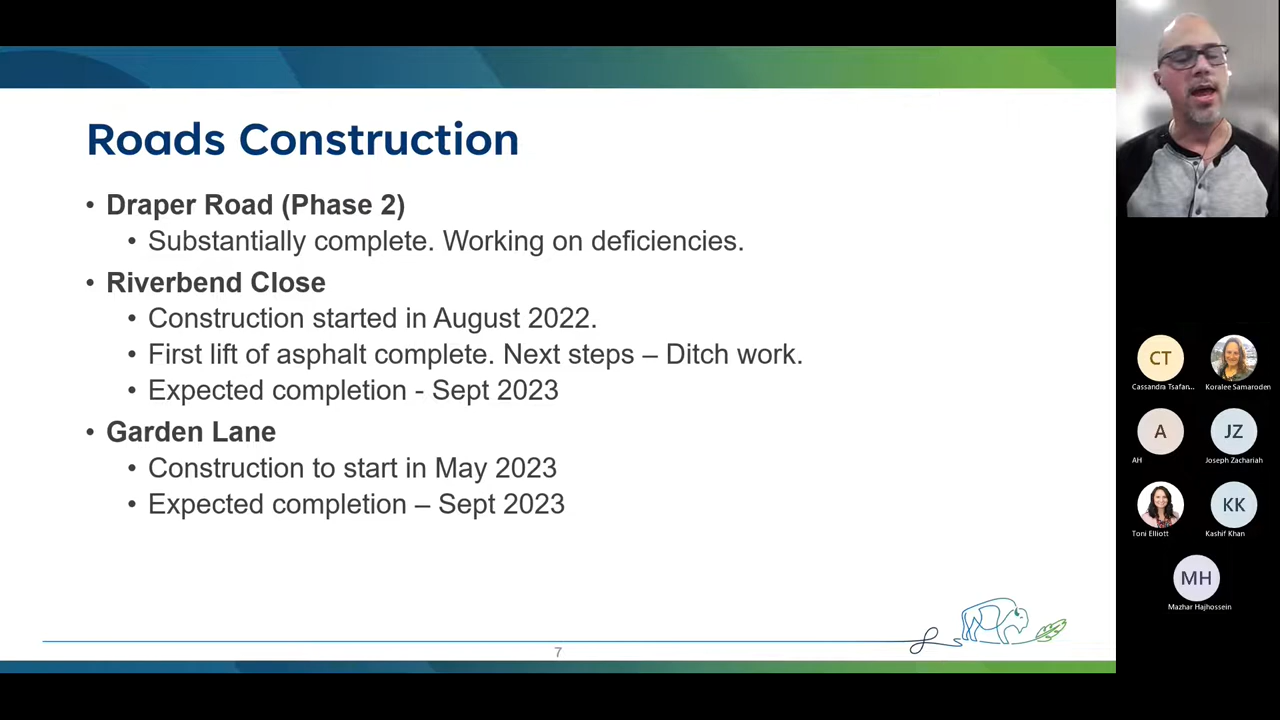 Roads Construction
• Draper Road (Phase 2)
• Substantially complete. Working on deficiencies.
• Riverbend Close
• Construction started in August 2022.
• First lift of asphalt complete. Next steps – Ditch work.
• Expected completion - Sept 2023
• Garden Lane
• Construction to start in May 2023
• Expected completion – Sept 2023
7
CT
Cassandra Tsafan...
Koralee Samaroden
A
AH
JZ
Joseph Zachariah
Toni Elliott
KK
Kashif Khan
MH
Mazhar Hajhossein